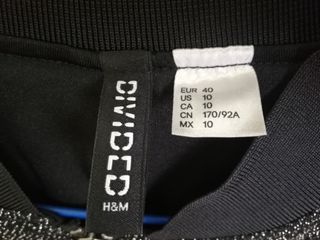 DIVIDED
H&M
EUR 40
US 10
CA 10
CN 170/92A
MX 10